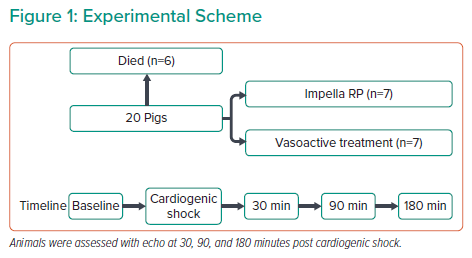 Figure 1: Experimental Scheme
Died (n=6)
20 Pigs
Impella RP (n=7)
Vasoactive treatment (n=7)
Timeline
Baseline
Cardiogenic
shock
30 min
90 min
180 min
Animals were assessed with echo at 30, 90, and 180 minutes post cardiogenic shock.